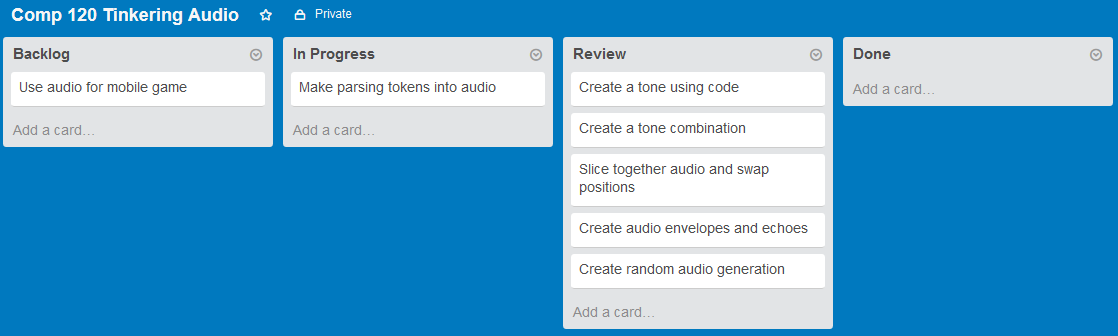 Comp 120 Tinkering Audio
Private
Backlog
Use audio for mobile game
Add a card…
In Progress
Make parsing tokens into audio
Add a card…
Review
Create a tone using code
Create a tone combination
Slice together audio and swap
positions
Create audio envelopes and echoes
Create random audio generation
Add a card…
Done
Add a card…